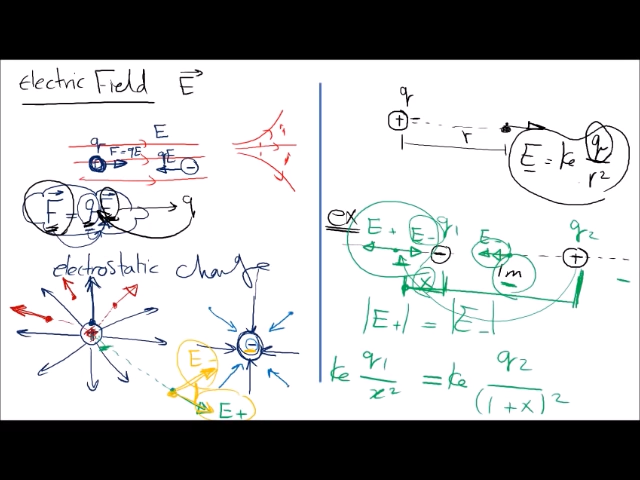 Electric Field E
E
q
F=qE
qE
F = qE
q
electrostatic charge
E-
E+
q
r
E = ke q/r²
ex
E+
E-
q1
E-
q2
x
1m
|E+| = |E-|
ke q1/x² = ke q2/(1+x)²